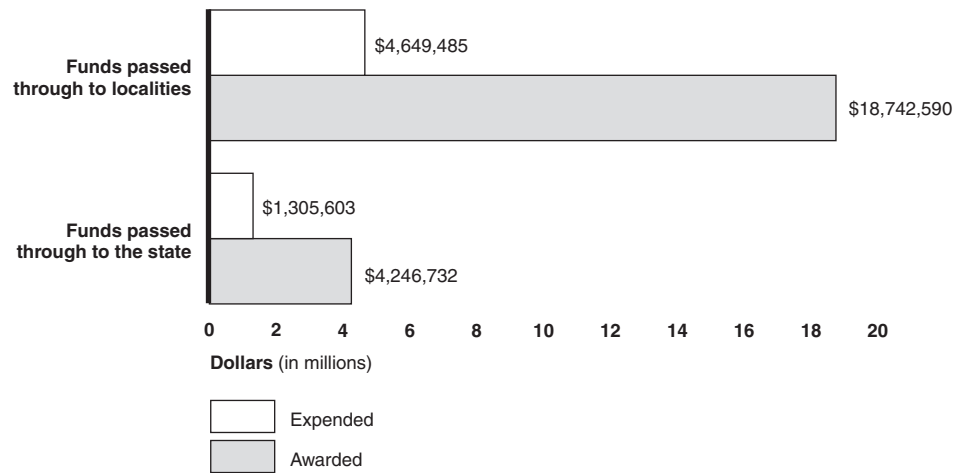 $4,649,485
Funds passed
through to localities
$18,742,590
$1,305,603
Funds passed
through to the state
$4,246,732
0 2 4 6 8 10 12 14 16 18 20
Dollars (in millions)
Expended
Awarded